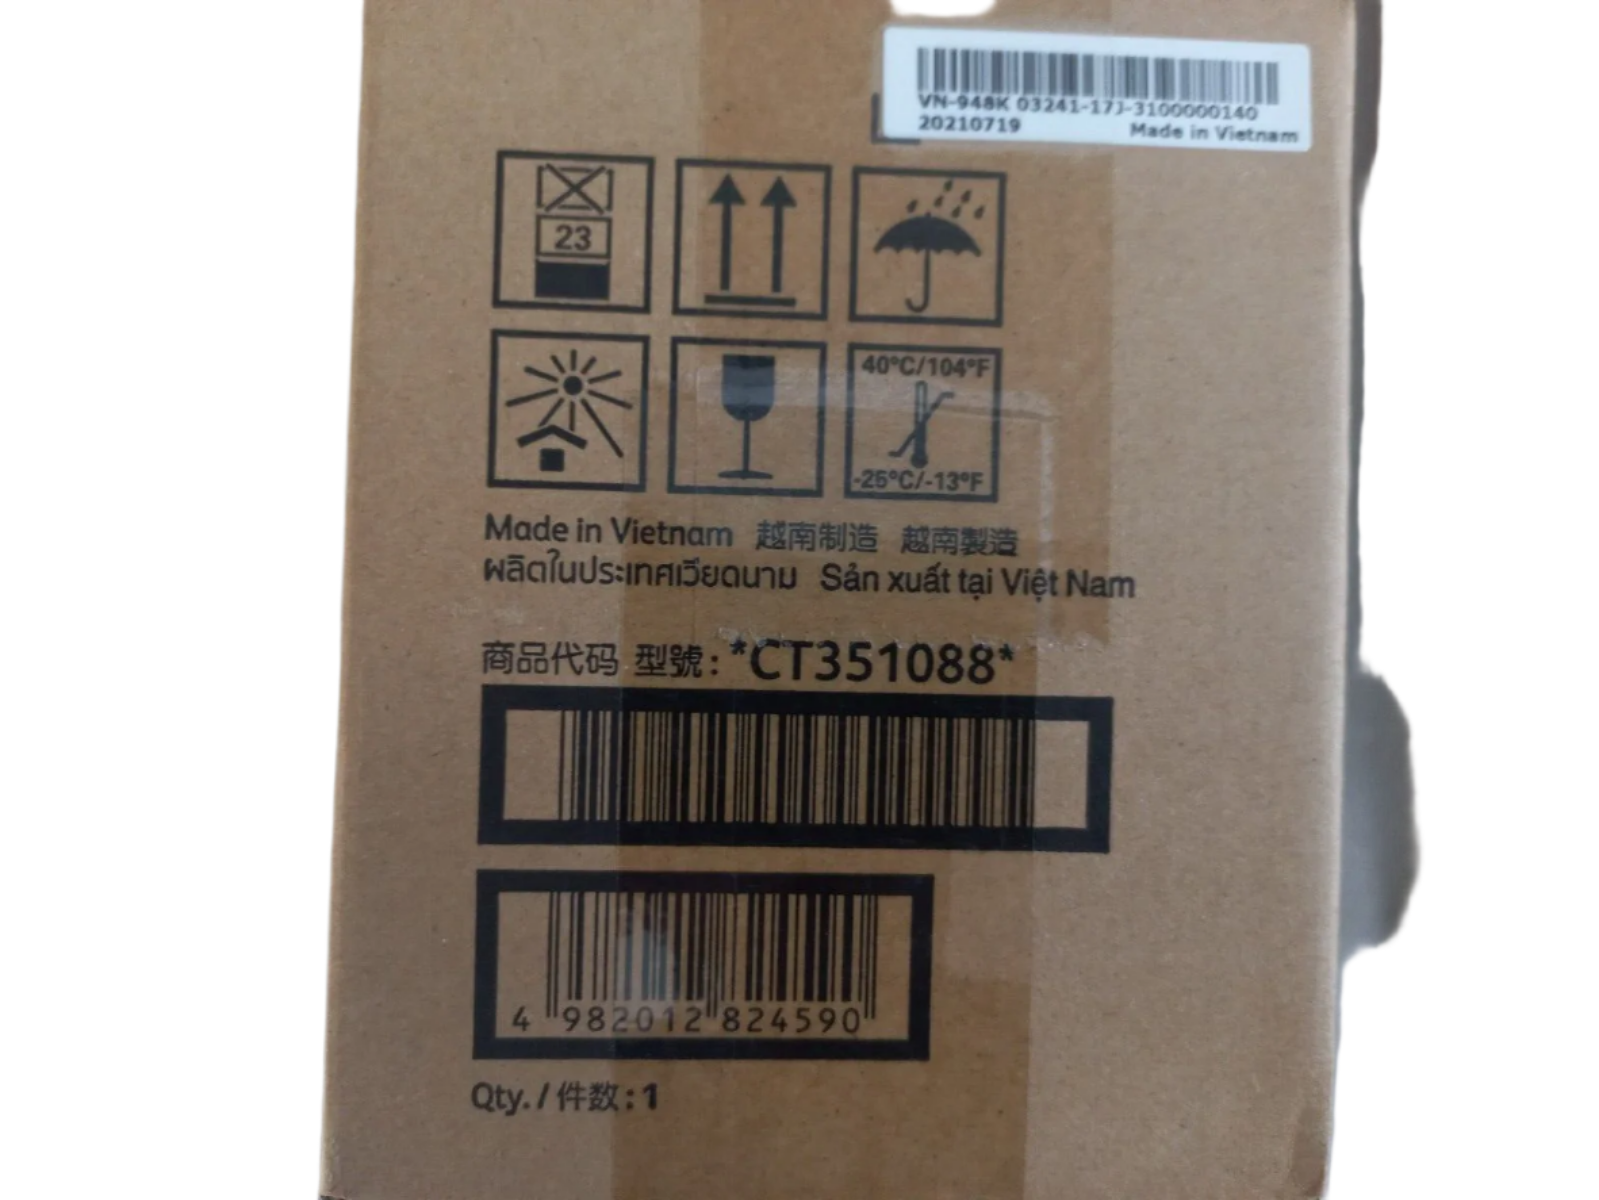 VN-948K 03241-17J-3100000140
20210719 Made in Vietnam
23
40°C/104°F
-25°C/-13°F
Made in Vietnam 越南制造 越南製造
ผลิตในประเทศเวียดนาม Sản xuất tại Việt Nam
商品代码 型號: *CT351088*
4 982012 824590
Qty. / 件数: 1